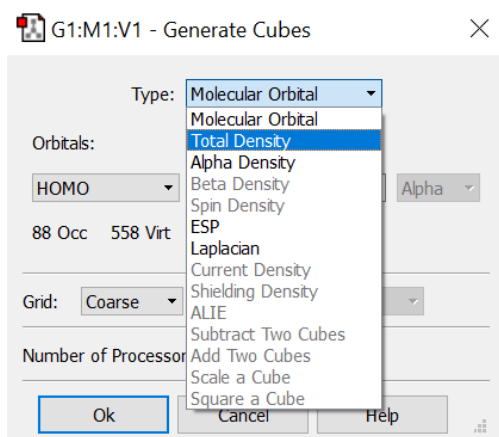 G1:M1:V1 - Generate Cubes
Type: Molecular Orbital
Molecular Orbital
Orbitals:
Total Density
Alpha Density
HOMO
Beta Density
Alpha
Spin Density
88 Occ 558 Virt
ESP
Laplacian
Current Density
Grid: Coarse
Shielding Density
ALIE
Subtract Two Cubes
Number of Processor
Add Two Cubes
Scale a Cube
Square a Cube
Ok Cancel Help